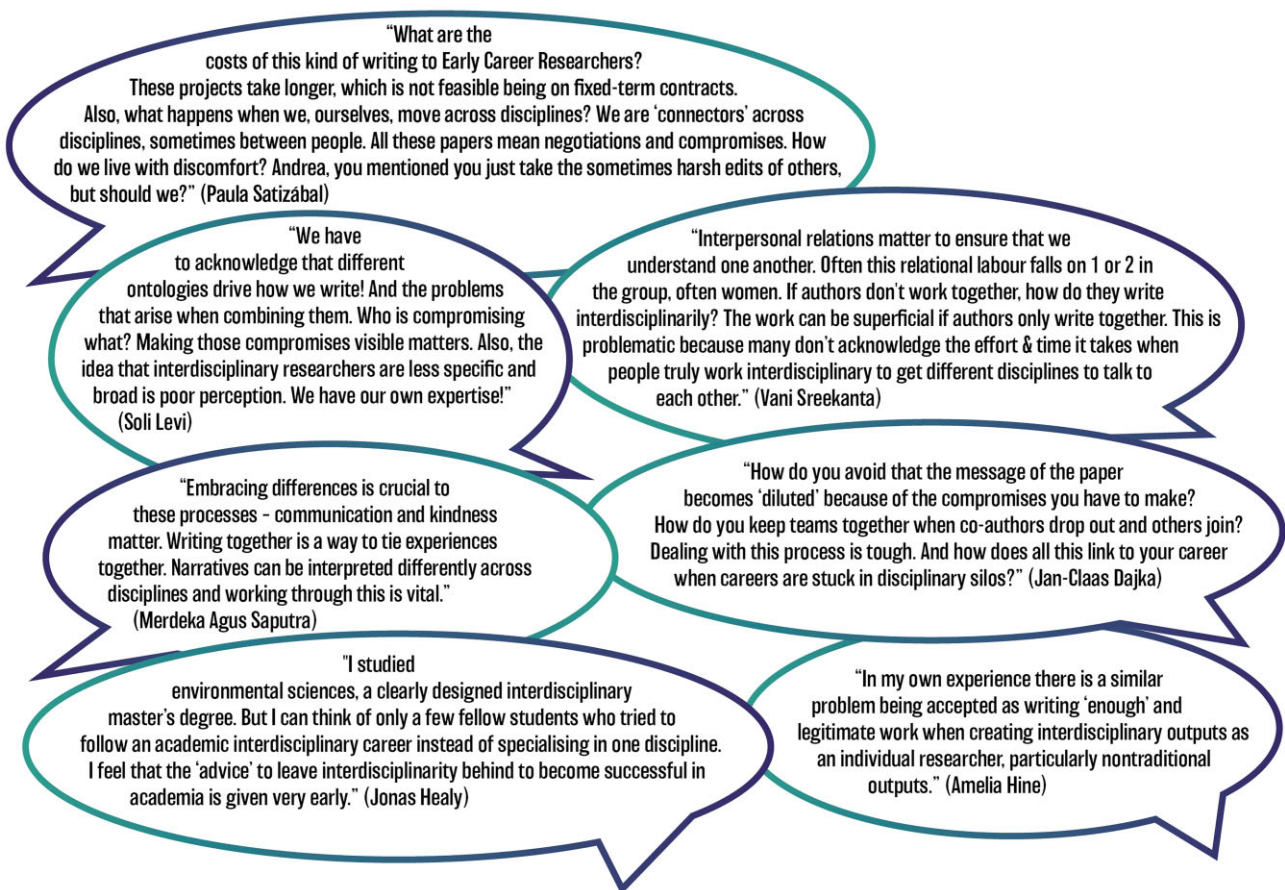 “What are the
costs of this kind of writing to Early Career Researchers?
These projects take longer, which is not feasible being on fixed-term contracts.
Also, what happens when we, ourselves, move across disciplines? We are ‘connectors’ across
disciplines, sometimes between people. All these papers mean negotiations and compromises. How
do we live with discomfort? Andrea, you mentioned you just take the sometimes harsh edits of others,
but should we?” (Paula Satizábal)
“We have
to acknowledge that different
ontologies drive how we write! And the problems
that arise when combining them. Who is compromising
what? Making those compromises visible matters. Also, the
idea that interdisciplinary researchers are less specific and
broad is poor perception. We have our own expertise!”
(Soli Levi)
“Interpersonal relations matter to ensure that we
understand one another. Often this relational labour falls on 1 or 2 in
the group, often women. If authors don't work together, how do they write
interdisciplinarily? The work can be superficial if authors only write together. This is
problematic because many don’t acknowledge the effort & time it takes when
people truly work interdisciplinary to get different disciplines to talk to
each other.” (Vani Sreekanta)
“Embracing differences is crucial to
these processes – communication and kindness
matter. Writing together is a way to tie experiences
together. Narratives can be interpreted differently across
disciplines and working through this is vital.”
(Merdeka Agus Saputra)
“How do you avoid that the message of the paper
becomes ‘diluted’ because of the compromises you have to make?
How do you keep teams together when co-authors drop out and others join?
Dealing with this process is tough. And how does all this link to your career
when careers are stuck in disciplinary silos?” (Jan-Claas Dajka)
"I studied
environmental sciences, a clearly designed interdisciplinary
master’s degree. But I can think of only a few fellow students who tried to
follow an academic interdisciplinary career instead of specialising in one discipline.
I feel that the ‘advice’ to leave interdisciplinarity behind to become successful in
academia is given very early.” (Jonas Healy)
“In my own experience there is a similar
problem being accepted as writing ‘enough’ and
legitimate work when creating interdisciplinary outputs as
an individual researcher, particularly nontraditional
outputs.” (Amelia Hine)